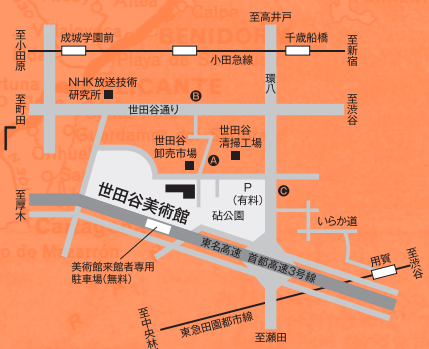 至高井戸
至小田原
成城学園前
千歳船橋
至新宿
小田急線
環八
NHK放送技術
研究所
至町田
B
世田谷通り
至渋谷
世田谷
卸売市場
世田谷
清掃工場
A
P
(有料)
C
世田谷美術館
砧公園
至厚木
いらか道
東名高速 首都高速3号線
用賀
至渋谷
美術館来館者専用
駐車場(無料)
至中央林
東急田園都市線
至瀬田